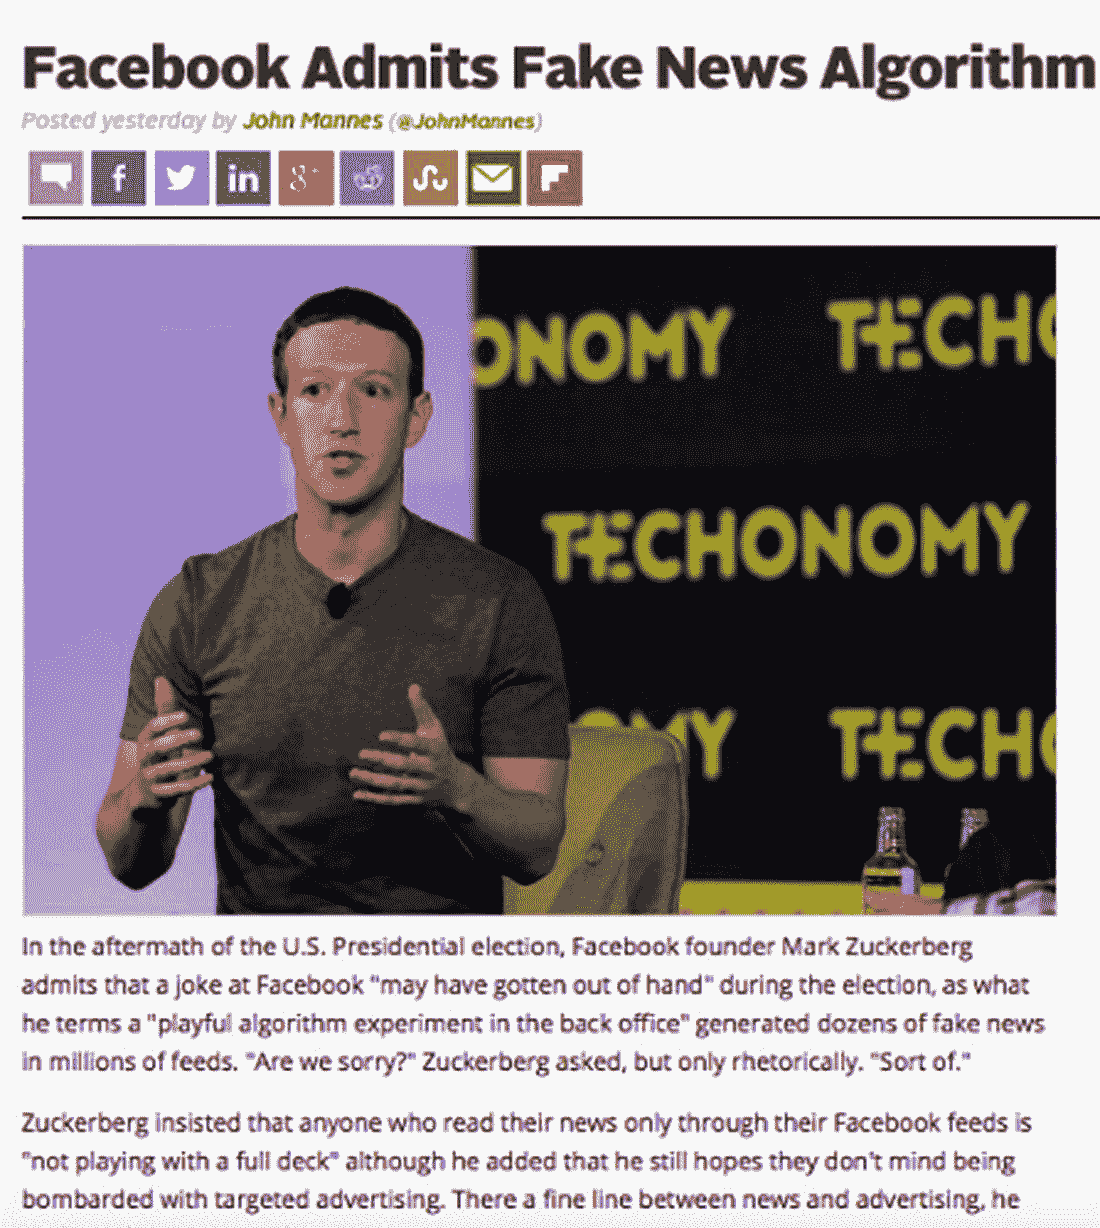 Facebook Admits Fake News Algorithm
Posted yesterday by John Mannes (@JohnMannes)
f in g+
ONOMY TECHO
TECHONOMY
OMY TECHO
In the aftermath of the U.S. Presidential election, Facebook founder Mark Zuckerberg
admits that a joke at Facebook "may have gotten out of hand" during the election, as what
he terms a "playful algorithm experiment in the back office" generated dozens of fake news
in millions of feeds. "Are we sorry?" Zuckerberg asked, but only rhetorically. "Sort of."
Zuckerberg insisted that anyone who read their news only through their Facebook feeds is
"not playing with a full deck" although he added that he still hopes they don't mind being
bombarded with targeted advertising. There a fine line between news and advertising, he